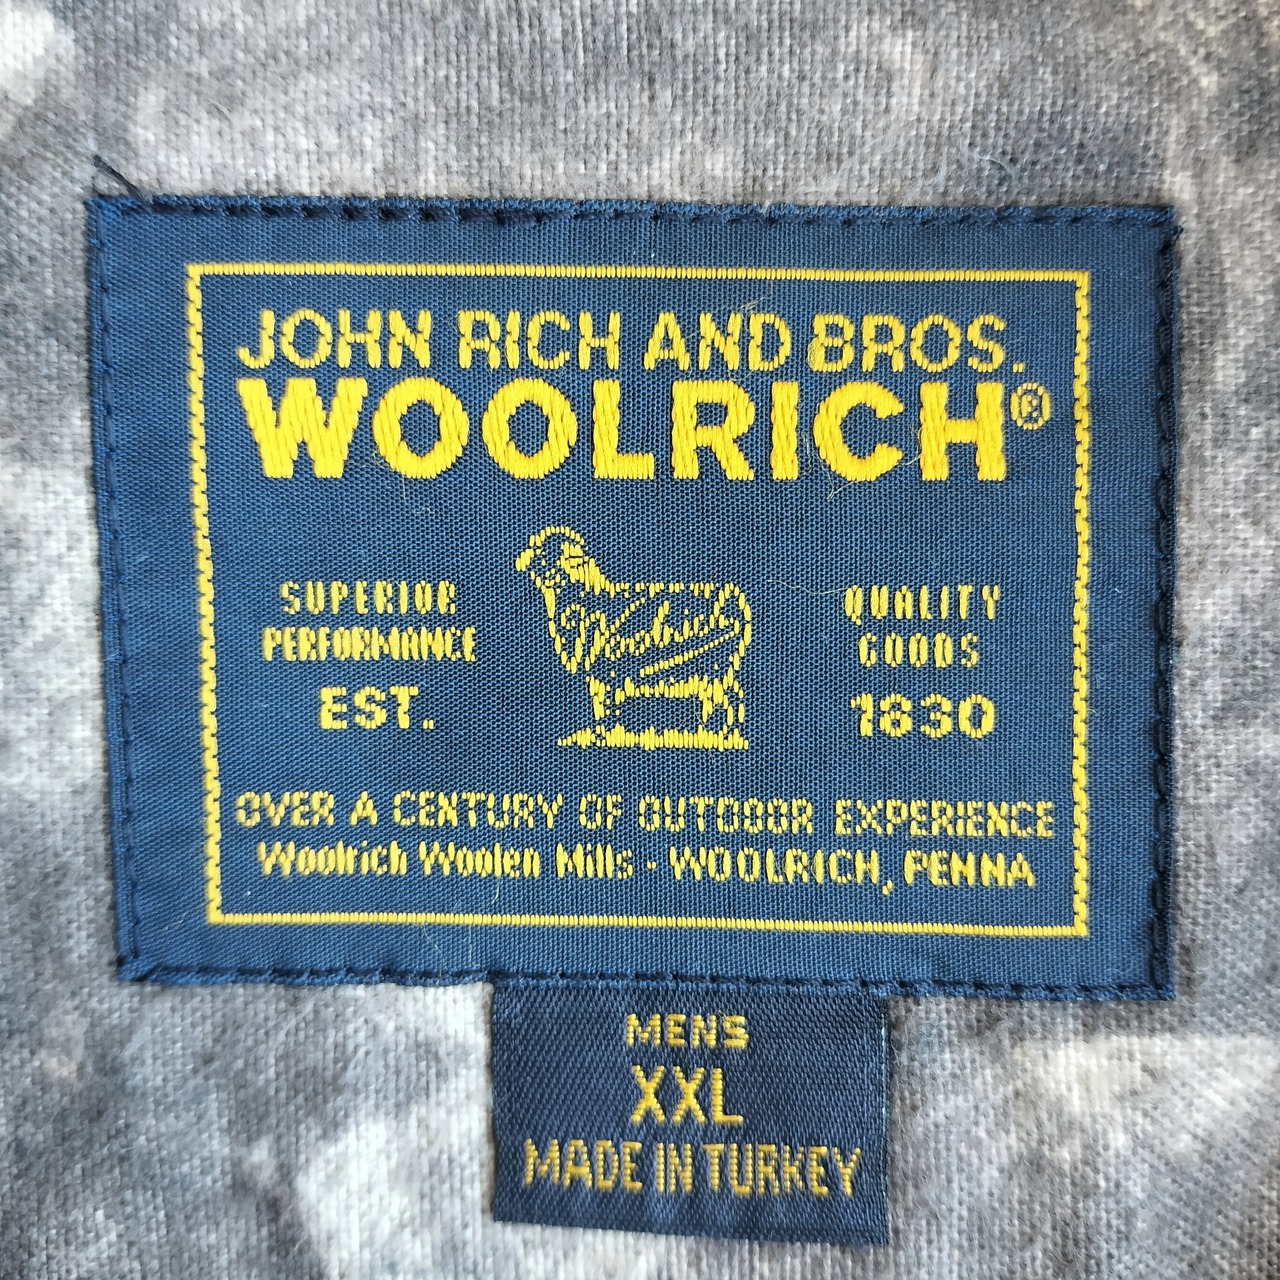 JOHN RICH AND BROS.
WOOLRICH®
SUPERIOR
PERFORMANCE
EST.
Woolrich
QUALITY
GOODS
1830
OVER A CENTURY OF OUTDOOR EXPERIENCE
Woolrich Woolen Mills · WOOLRICH, PENNA
MENS
XXL
MADE IN TURKEY